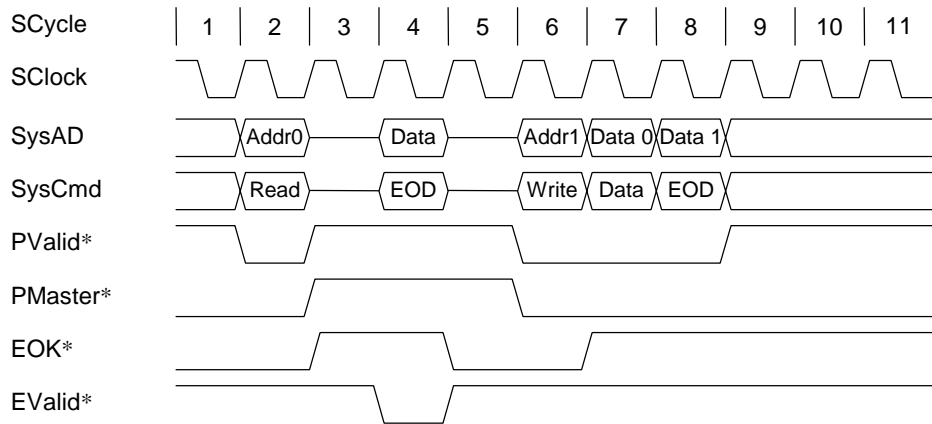 SCycle 1 2 3 4 5 6 7 8 9 10 11
SClock
SysAD Addr0 Data Addr1 Data 0 Data 1
SysCmd Read EOD Write Data EOD
PValid*
PMaster*
EOK*
EValid*